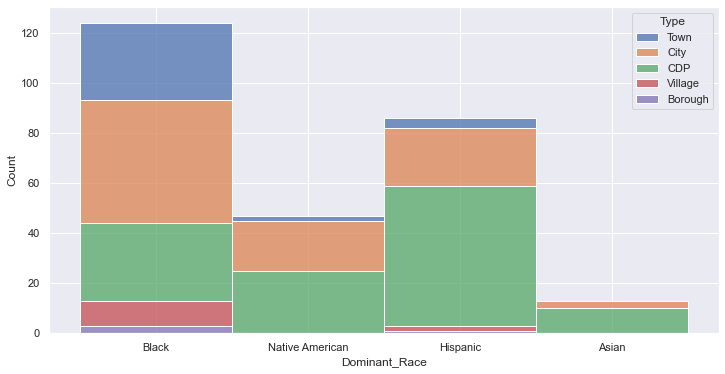 Type
Town
City
CDP
Village
Borough
120
100
80
60
40
20
0
Count
Black Native American Hispanic Asian
Dominant_Race